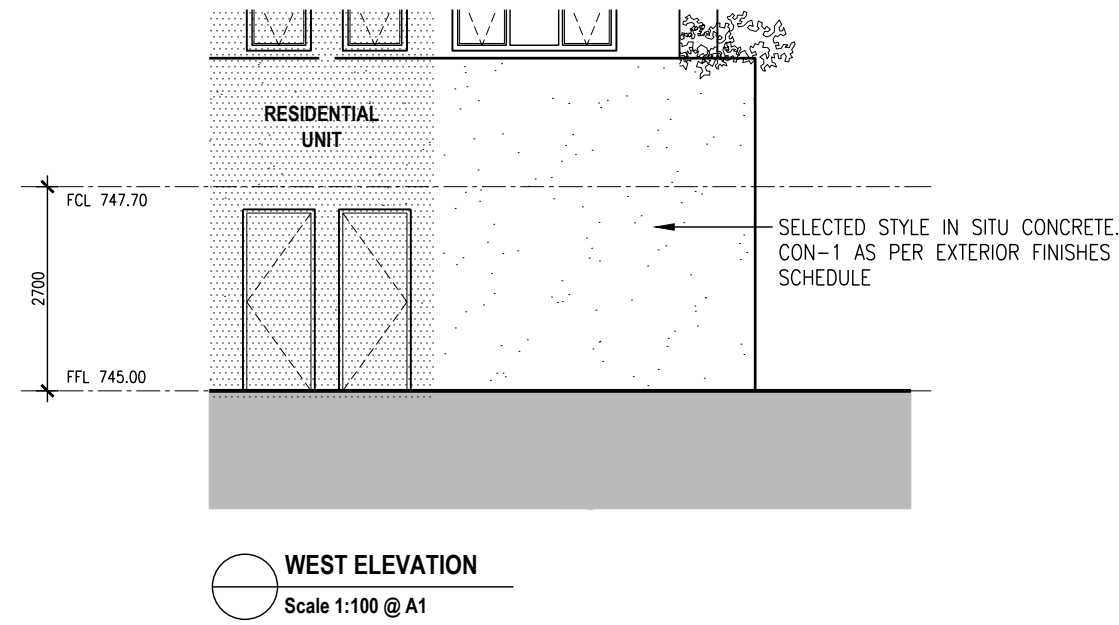 RESIDENTIAL
UNIT
FCL 747.70
2700
FFL 745.00
SELECTED STYLE IN SITU CONCRETE.
CON-1 AS PER EXTERIOR FINISHES
SCHEDULE
WEST ELEVATION
Scale 1:100 @ A1